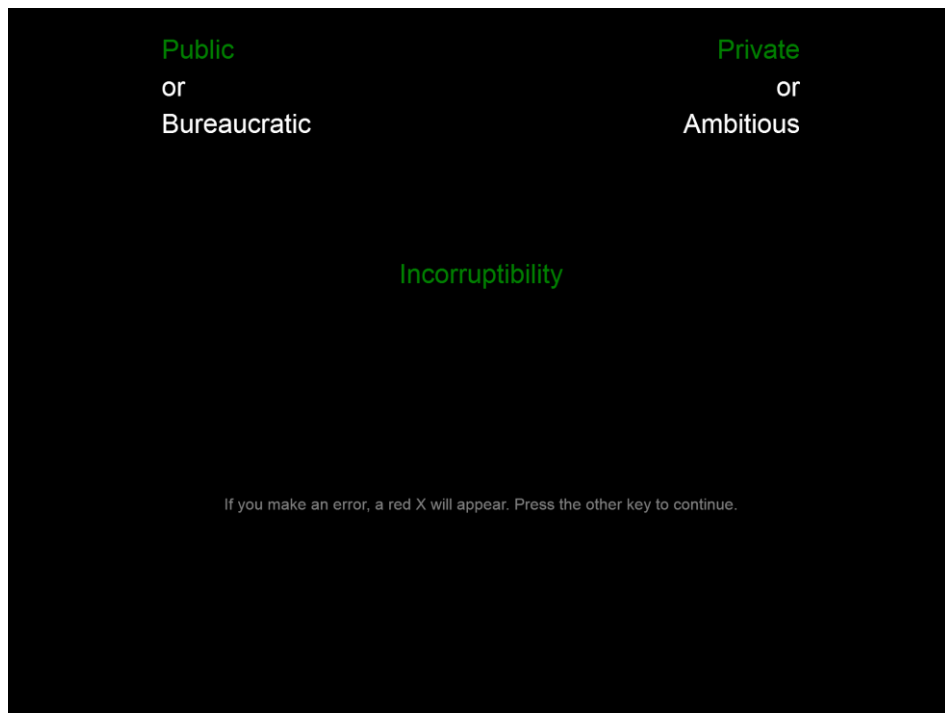 Public
Private
or
or
Bureaucratic
Ambitious
Incorruptibility
If you make an error, a red X will appear. Press the other key to continue.